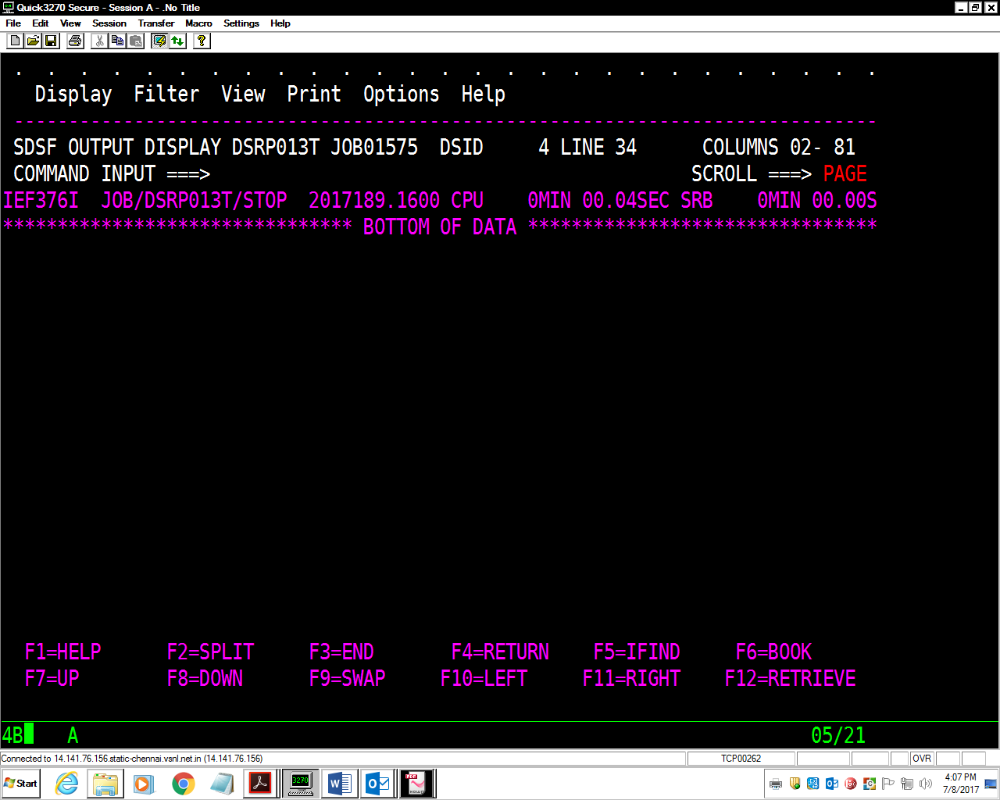 Quick3270 Secure - Session A - .No Title
File Edit View Session Transfer Macro Settings Help
. . . . . . . . . . . . . . . . . . . . . . . . . . .
Display Filter View Print Options Help
-------------------------------------------------------------------------------
SDSF OUTPUT DISPLAY DSRP013T JOB01575 DSID 4 LINE 34 COLUMNS 02- 81
COMMAND INPUT ===> SCROLL ===> PAGE
IEF376I JOB/DSRP013T/STOP 2017189.1600 CPU 0MIN 00.04SEC SRB 0MIN 00.00S
******************************** BOTTOM OF DATA ********************************
F1=HELP F2=SPLIT F3=END F4=RETURN F5=IFIND F6=BOOK
F7=UP F8=DOWN F9=SWAP F10=LEFT F11=RIGHT F12=RETRIEVE
4B A 05/21
Connected to 14.141.76.156.static-chennai.vsnl.net.in (14.141.76.156) TCP00262 OVR
Start 3270 4:07 PM
7/8/2017